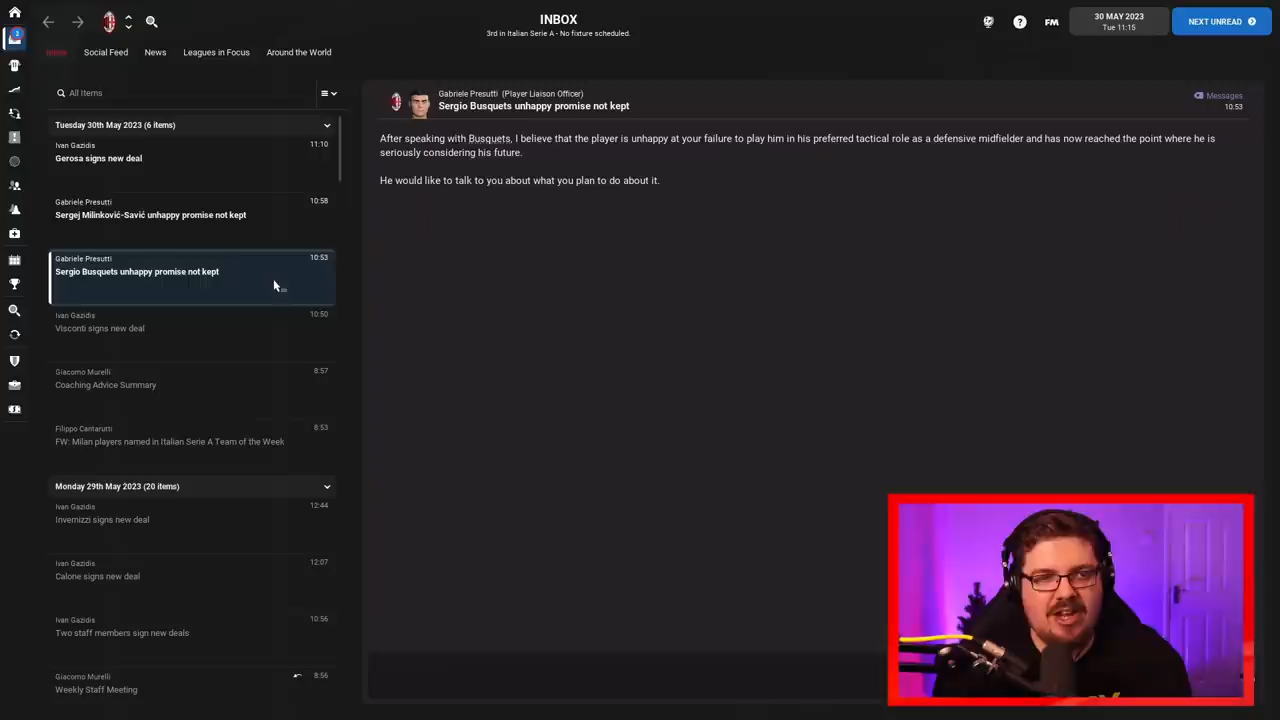 INBOX
3rd in Italian Serie A - No fixture scheduled.
FM
30 MAY 2023
Tue 11:15
NEXT UNREAD
Social Feed
News
Leagues in Focus
Around the World
All Items
Tuesday 30th May 2023 (6 items)
Ivan Gazidis
11:10
Gerosa signs new deal
Gabriele Presutti
10:58
Sergej Milinković-Savić unhappy promise not kept
Gabriele Presutti
10:53
Sergio Busquets unhappy promise not kept
Ivan Gazidis
10:50
Visconti signs new deal
Giacomo Murelli
8:57
Coaching Advice Summary
Filippo Cantarutti
8:53
FW: Milan players named in Italian Serie A Team of the Week
Monday 29th May 2023 (20 items)
Ivan Gazidis
12:44
Invernizzi signs new deal
Ivan Gazidis
12:07
Calone signs new deal
Ivan Gazidis
10:56
Two staff members sign new deals
Giacomo Murelli
8:56
Weekly Staff Meeting
Gabriele Presutti (Player Liaison Officer)
Sergio Busquets unhappy promise not kept
Messages
10:53
After speaking with Busquets, I believe that the player is unhappy at your failure to play him in his preferred tactical role as a defensive midfielder and has now reached the point where he is
seriously considering his future.
He would like to talk to you about what you plan to do about it.